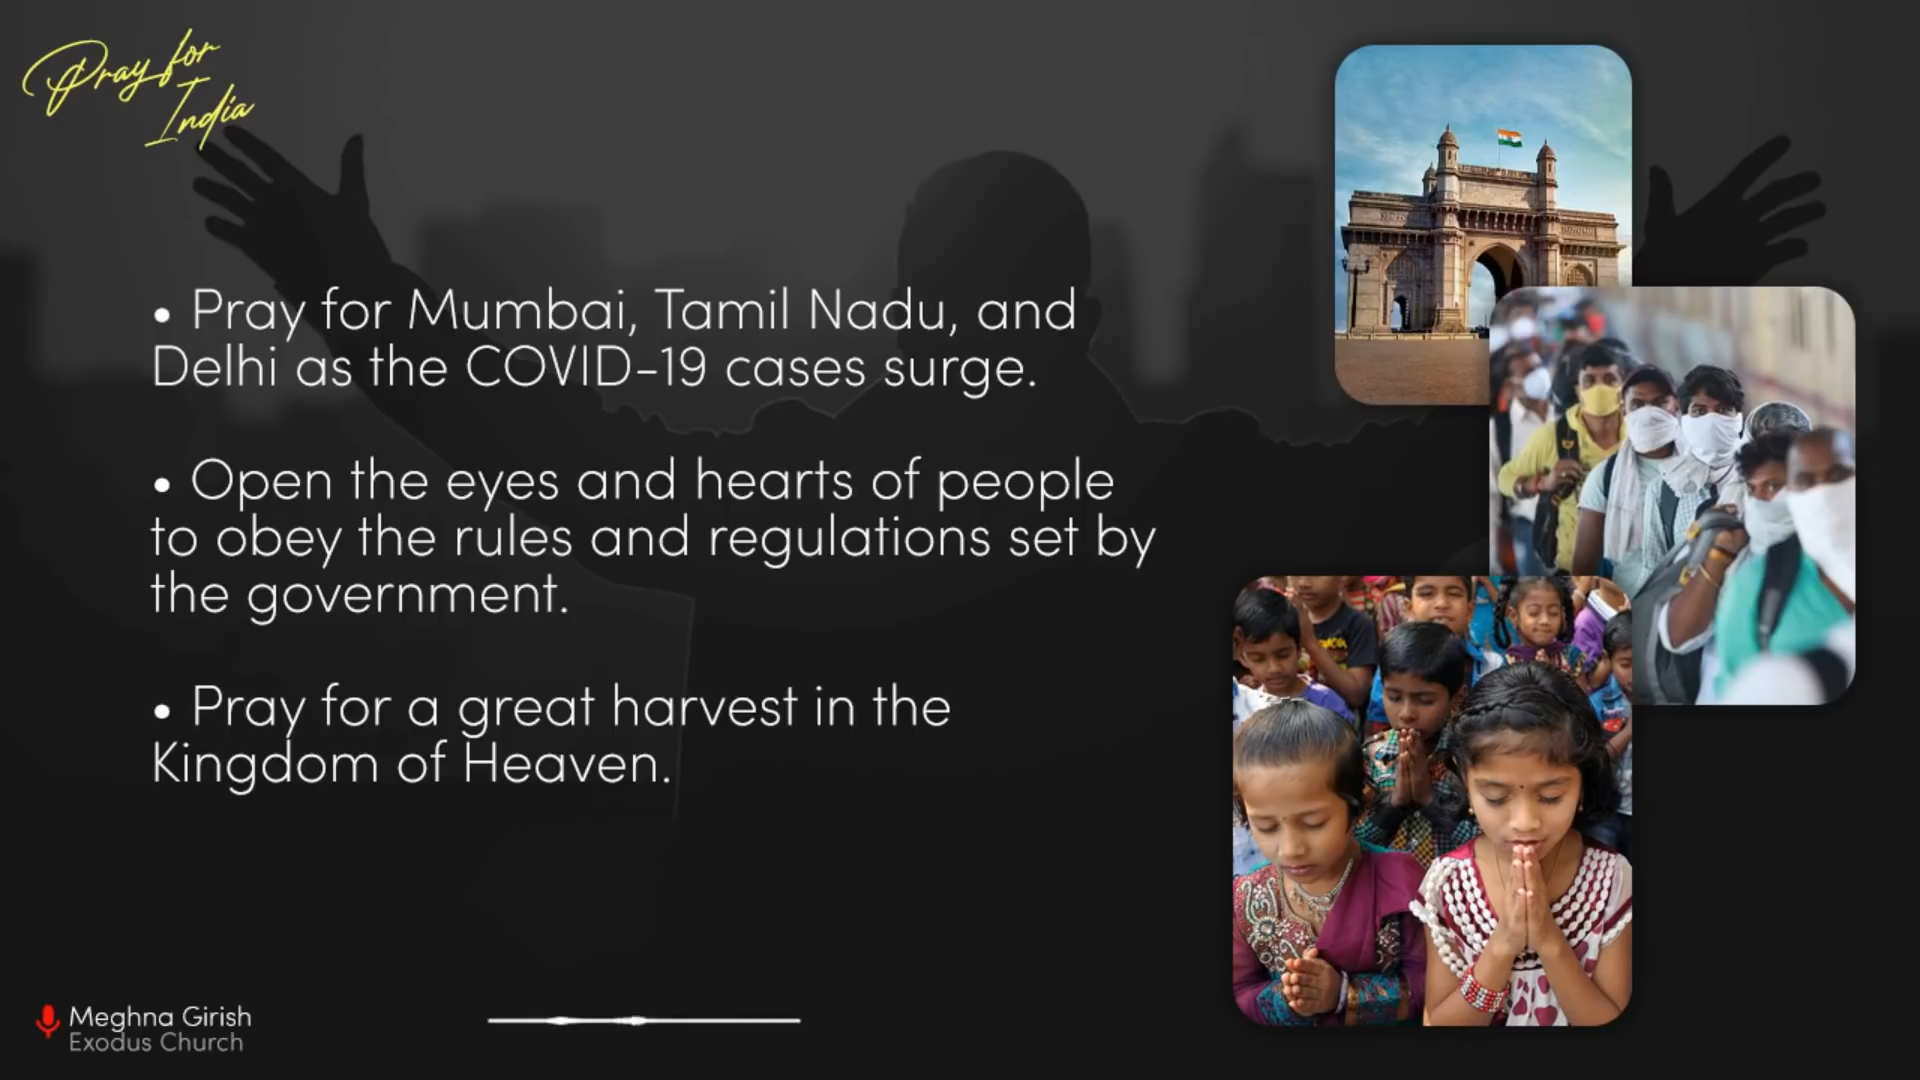 Pray for
India
• Pray for Mumbai, Tamil Nadu, and
Delhi as the COVID-19 cases surge.
• Open the eyes and hearts of people
to obey the rules and regulations set by
the government.
• Pray for a great harvest in the
Kingdom of Heaven.
Meghna Girish
Exodus Church